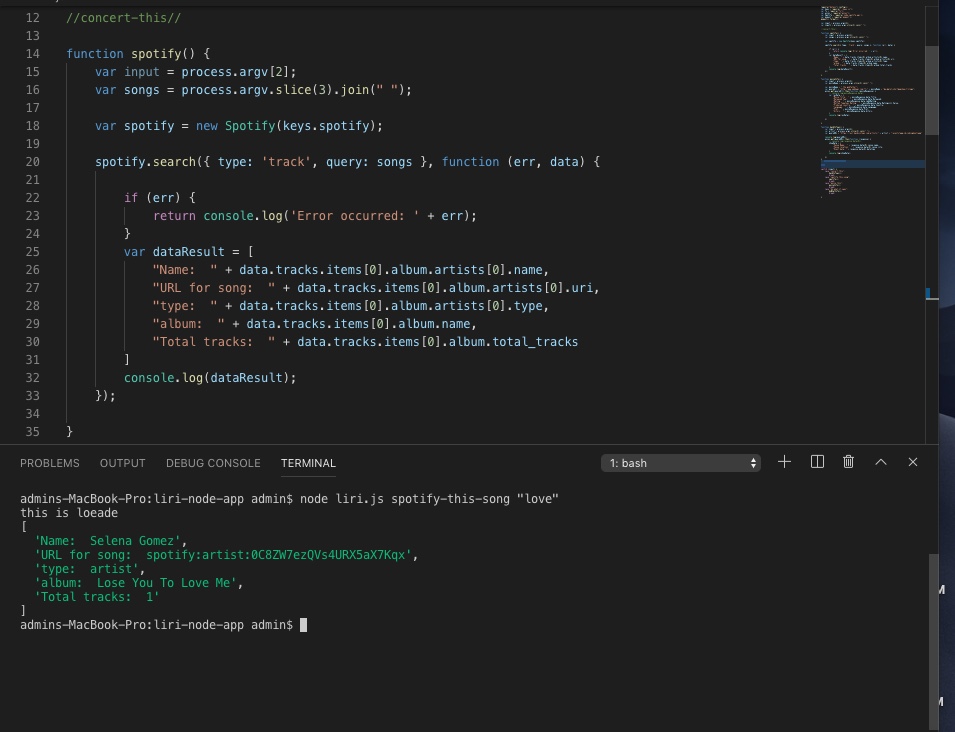 12 //concert-this//
13
14 function spotify() {
15 var input = process.argv[2];
16 var songs = process.argv.slice(3).join(" ");
17
18 var spotify = new Spotify(keys.spotify);
19
20 spotify.search({ type: 'track', query: songs }, function (err, data) {
21
22 if (err) {
23 return console.log('Error occurred: ' + err);
24 }
25 var dataResult = [
26 "Name:  " + data.tracks.items[0].album.artists[0].name,
27 "URL for song:  " + data.tracks.items[0].album.artists[0].uri,
28 "type:  " + data.tracks.items[0].album.artists[0].type,
29 "album:  " + data.tracks.items[0].album.name,
30 "Total tracks:  " + data.tracks.items[0].album.total_tracks
31 ]
32 console.log(dataResult);
33 });
34
35 }
PROBLEMS OUTPUT DEBUG CONSOLE TERMINAL 1: bash
admins-MacBook-Pro:liri-node-app admin$ node liri.js spotify-this-song "love"
this is loeade
[
'Name:  Selena Gomez',
'URL for song:  spotify:artist:0C8ZW7ezQVs4URX5aX7Kqx',
'type:  artist',
'album:  Lose You To Love Me',
'Total tracks:  1'
]
admins-MacBook-Pro:liri-node-app admin$